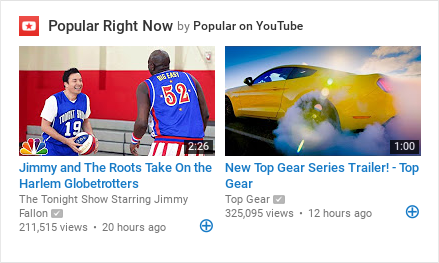 Popular Right Now by Popular on YouTube
BIG EASY
52
19
2:26
1:00
Jimmy and The Roots Take On the
Harlem Globetrotters
The Tonight Show Starring Jimmy
Fallon
211,515 views • 20 hours ago
New Top Gear Series Trailer! - Top
Gear
Top Gear
325,095 views • 12 hours ago